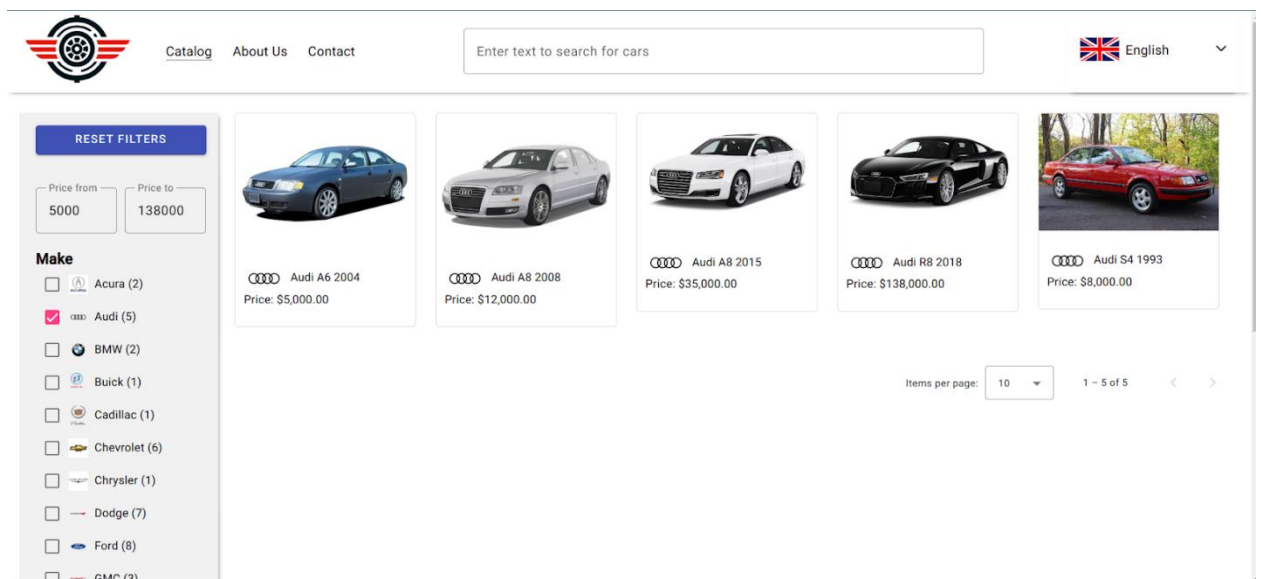 Catalog About Us Contact
Enter text to search for cars
English
RESET FILTERS
Price from
5000
Price to
138000
Make
Acura (2)
Audi (5)
BMW (2)
Buick (1)
Cadillac (1)
Chevrolet (6)
Chrysler (1)
Dodge (7)
Ford (8)
GMC (3)
Audi A6 2004
Price: $5,000.00
Audi A8 2008
Price: $12,000.00
Audi A8 2015
Price: $35,000.00
Audi R8 2018
Price: $138,000.00
Audi S4 1993
Price: $8,000.00
Items per page: 10 1 – 5 of 5